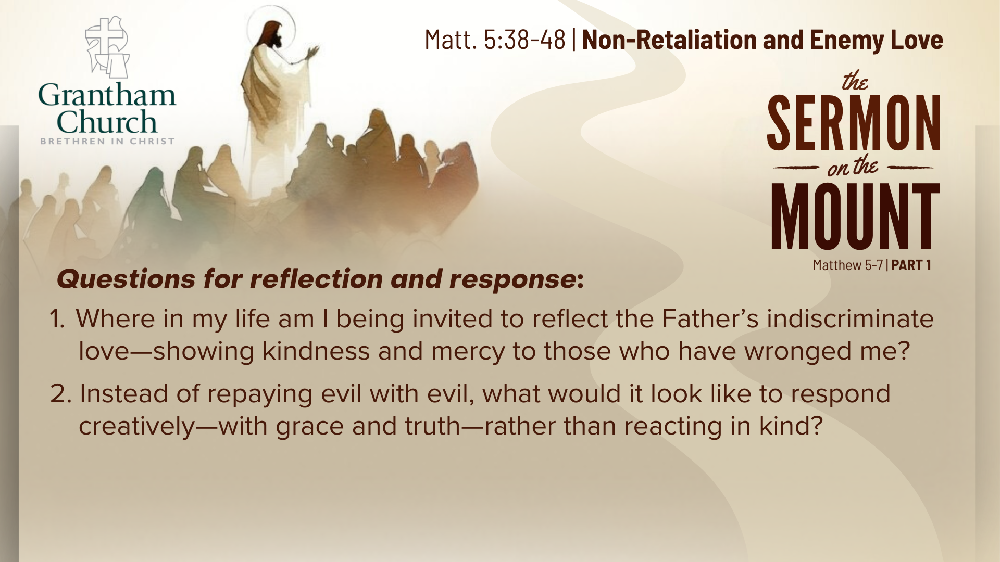 Grantham
Church
BRETHREN IN CHRIST
Matt. 5:38-48 | Non-Retaliation and Enemy Love
the
SERMON
on the
MOUNT
Matthew 5-7 | PART 1
Questions for reflection and response:
1. Where in my life am I being invited to reflect the Father’s indiscriminate
love—showing kindness and mercy to those who have wronged me?
2. Instead of repaying evil with evil, what would it look like to respond
creatively—with grace and truth—rather than reacting in kind?